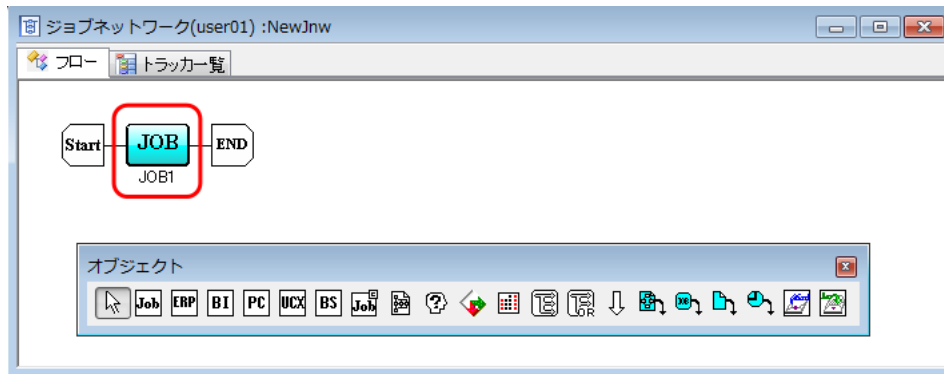 ジョブネットワーク(user01) :NewJnw
フロー トラッカー覧
Start JOB END
JOB1
オブジェクト
Job ERP BI PC UCX BS Job OR